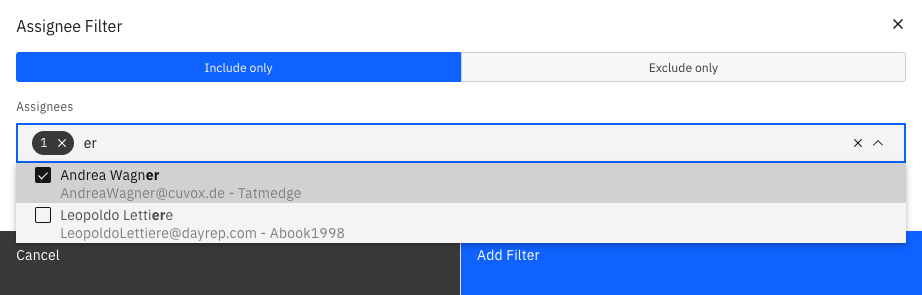 Assignee Filter
Include only
Exclude only
Assignees
1 er
Andrea Wagner
AndreaWagner@cuvox.de - Tatmedge
Leopoldo Lettiere
LeopoldoLettiere@dayrep.com - Abook1998
Cancel
Add Filter